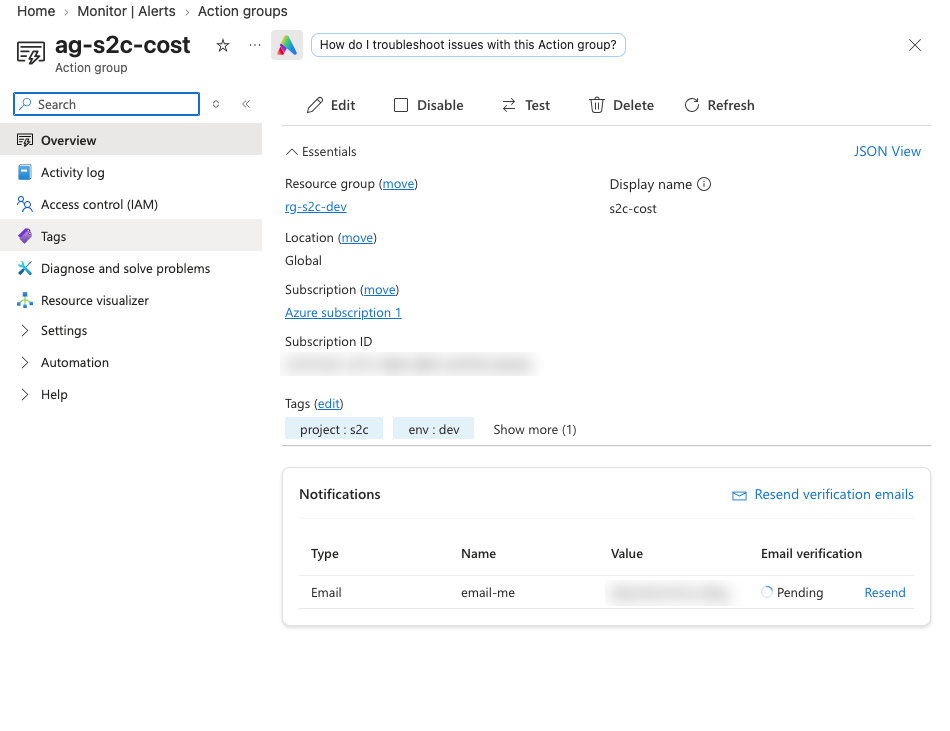 Home > Monitor | Alerts > Action groups
ag-s2c-cost
Action group
How do I troubleshoot issues with this Action group?
Search
Overview
Activity log
Access control (IAM)
Tags
Diagnose and solve problems
Resource visualizer
Settings
Automation
Help
Edit Disable Test Delete Refresh
Essentials
JSON View
Resource group (move)
rg-s2c-dev
Location (move)
Global
Subscription (move)
Azure subscription 1
Subscription ID
Display name
s2c-cost
Tags (edit)
project : s2c env : dev Show more (1)
Notifications
Resend verification emails
Type Name Value Email verification
Email email-me Pending Resend